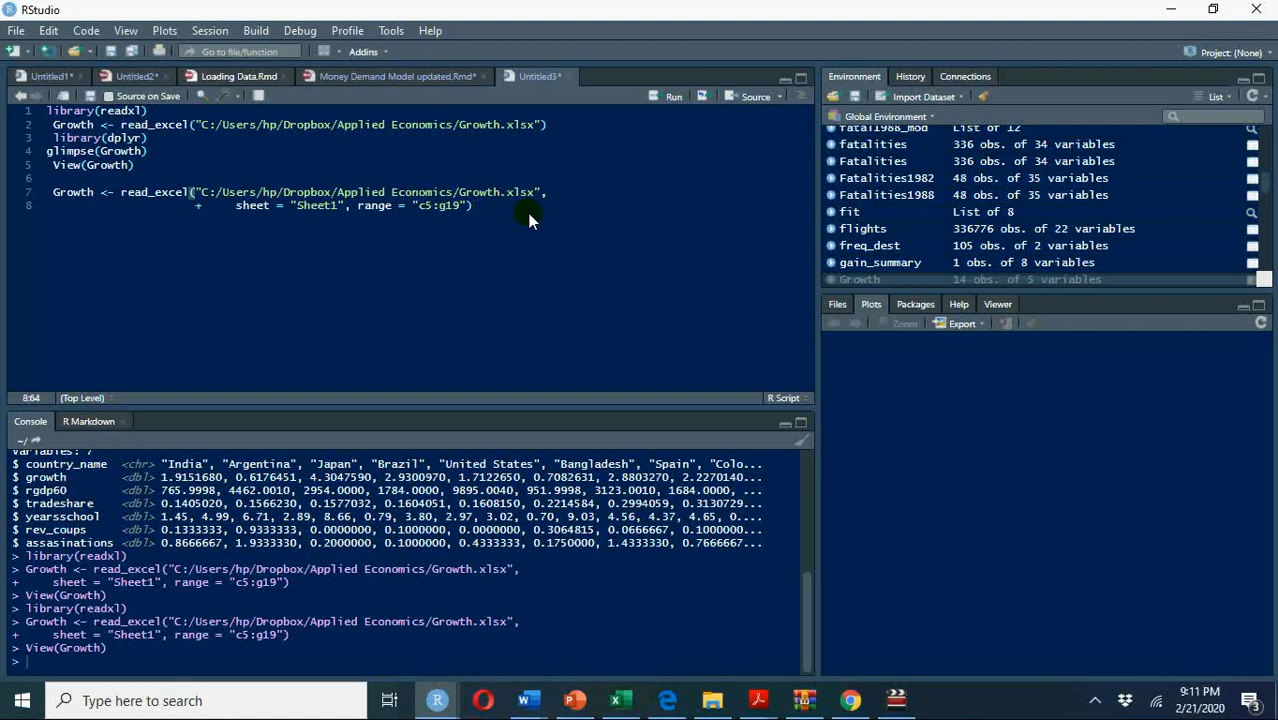 RStudio
File Edit Code View Plots Session Build Debug Profile Tools Help
Go to file/function Addins Project: (None)
Untitled1* Untitled2* Loading Data.Rmd Money Demand Model updated.Rmd* Untitled3*
Source on Save Run Source
1 library(readxl)
2 Growth <- read_excel("C:/Users/hp/Dropbox/Applied Economics/Growth.xlsx")
3 library(dplyr)
4 glimpse(Growth)
5 View(Growth)
6
7 Growth <- read_excel("C:/Users/hp/Dropbox/Applied Economics/Growth.xlsx",
8 + sheet = "Sheet1", range = "c5:g19")
8:64 (Top Level) R Script
Console R Markdown
~/
Variables: 7
$ country_name <chr> "India", "Argentina", "Japan", "Brazil", "United States", "Bangladesh", "Spain", "Colo...
$ growth <dbl> 1.9151680, 0.6176451, 4.3047590, 2.9300970, 1.7122650, 0.7082631, 2.8803270, 2.2270140...
$ rgdp60 <dbl> 765.9998, 4462.0010, 2954.0000, 1784.0000, 9895.0040, 951.9998, 3123.0010, 1684.0000, ...
$ tradeshare <dbl> 0.1405020, 0.1566230, 0.1577032, 0.1604051, 0.1608150, 0.2214584, 0.2994059, 0.3130729...
$ yearsschool <dbl> 1.45, 4.99, 6.71, 2.89, 8.66, 0.79, 3.80, 2.97, 3.02, 0.70, 9.03, 4.56, 4.37, 4.65, 0....
$ rev_coups <dbl> 0.1333333, 0.9333333, 0.0000000, 0.1000000, 0.0000000, 0.3064815, 0.0666667, 0.1000000...
$ assasinations <dbl> 0.8666667, 1.9333330, 0.2000000, 0.1000000, 0.4333333, 0.1750000, 1.4333330, 0.7666667...
> library(readxl)
> Growth <- read_excel("C:/Users/hp/Dropbox/Applied Economics/Growth.xlsx",
+ sheet = "Sheet1", range = "c5:g19")
> View(Growth)
> library(readxl)
> Growth <- read_excel("C:/Users/hp/Dropbox/Applied Economics/Growth.xlsx",
+ sheet = "Sheet1", range = "c5:g19")
> View(Growth)
>
Environment History Connections
Import Dataset List
Global Environment
fatal1988_mod List of 12
fatalities 336 obs. of 34 variables
Fatalities 336 obs. of 34 variables
Fatalities1982 48 obs. of 35 variables
Fatalities1988 48 obs. of 35 variables
fit List of 8
flights 336776 obs. of 22 variables
freq_dest 105 obs. of 2 variables
gain_summary 1 obs. of 8 variables
Growth 14 obs. of 5 variables
Files Plots Packages Help Viewer
Zoom Export
Type here to search
9:11 PM
2/21/2020
3